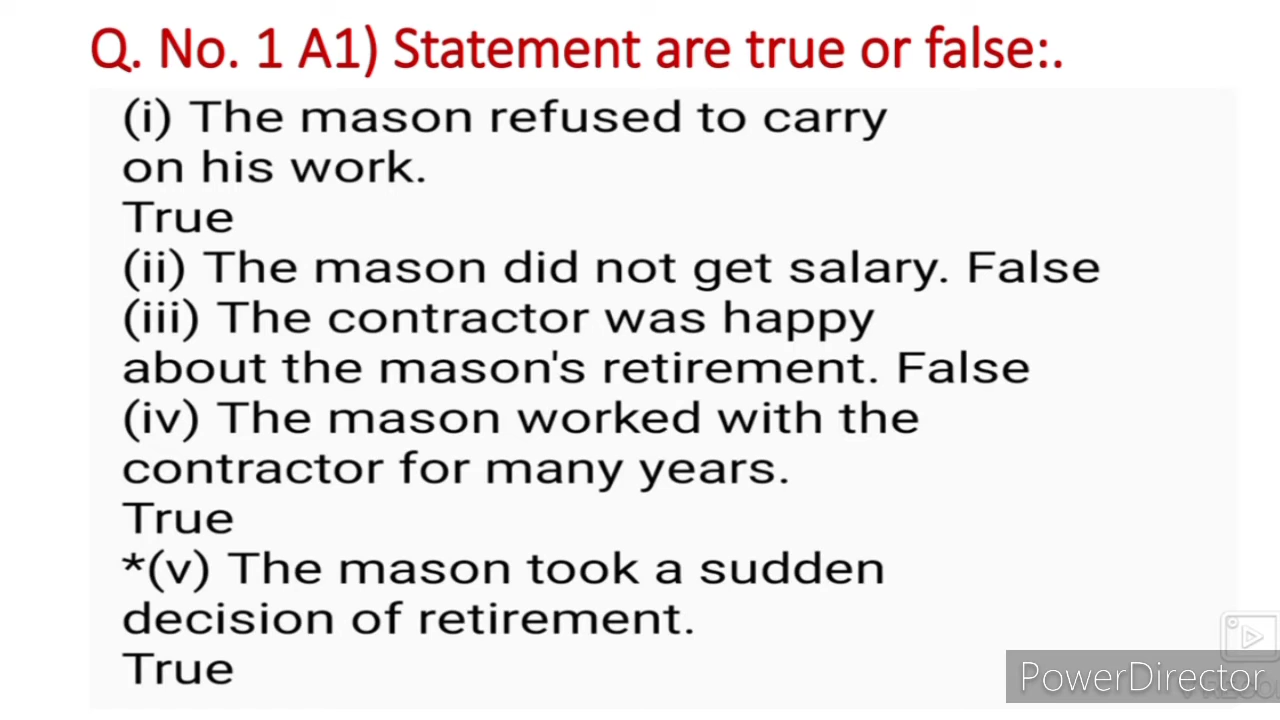 Q. No. 1 A1) Statement are true or false:.
(i) The mason refused to carry
on his work.
True
(ii) The mason did not get salary. False
(iii) The contractor was happy
about the mason's retirement. False
(iv) The mason worked with the
contractor for many years.
True
*(v) The mason took a sudden
decision of retirement.
True
PowerDirector